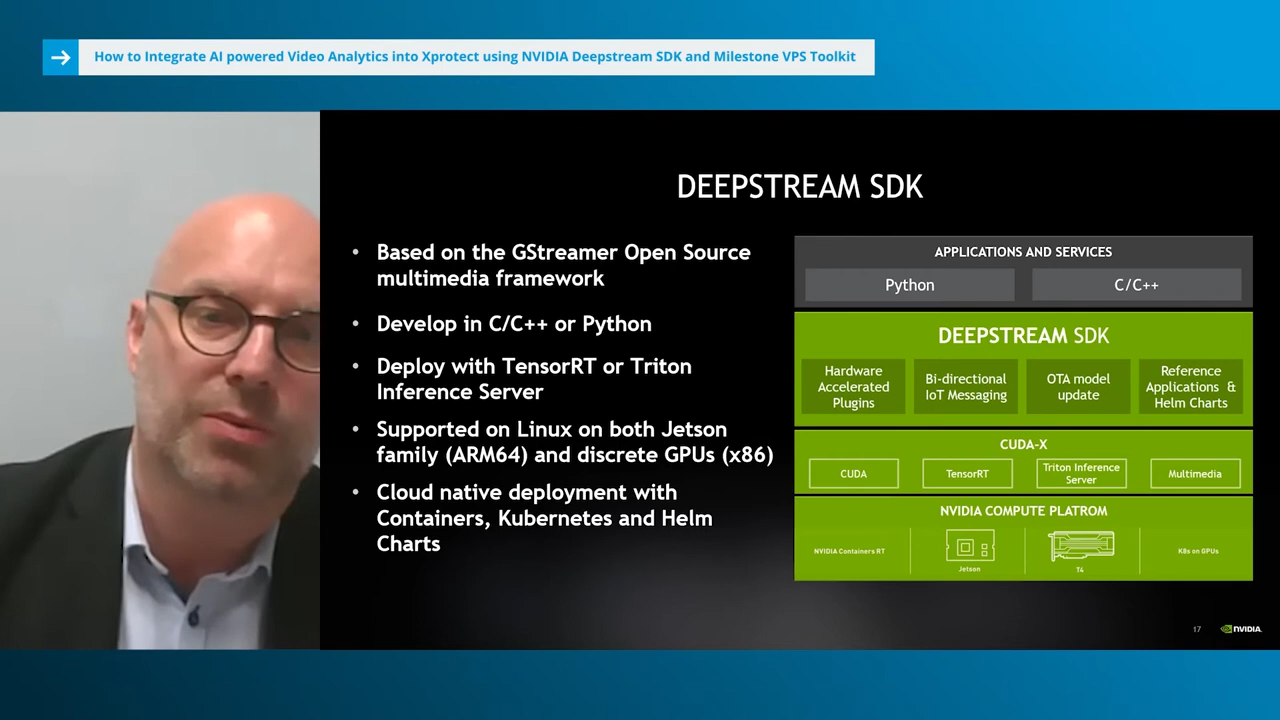 How to Integrate AI powered Video Analytics into Xprotect using NVIDIA Deepstream SDK and Milestone VPS Toolkit
DEEPSTREAM SDK
• Based on the GStreamer Open Source
multimedia framework
• Develop in C/C++ or Python
• Deploy with TensorRT or Triton
Inference Server
• Supported on Linux on both Jetson
family (ARM64) and discrete GPUs (x86)
• Cloud native deployment with
Containers, Kubernetes and Helm
Charts
APPLICATIONS AND SERVICES
Python
C/C++
DEEPSTREAM SDK
Hardware
Accelerated
Plugins
Bi-directional
IoT Messaging
OTA model
update
Reference
Applications &
Helm Charts
CUDA-X
CUDA
TensorRT
Triton Inference
Server
Multimedia
NVIDIA COMPUTE PLATROM
NVIDIA Containers RT
Jetson
T4
K8s on GPUs
17
NVIDIA.